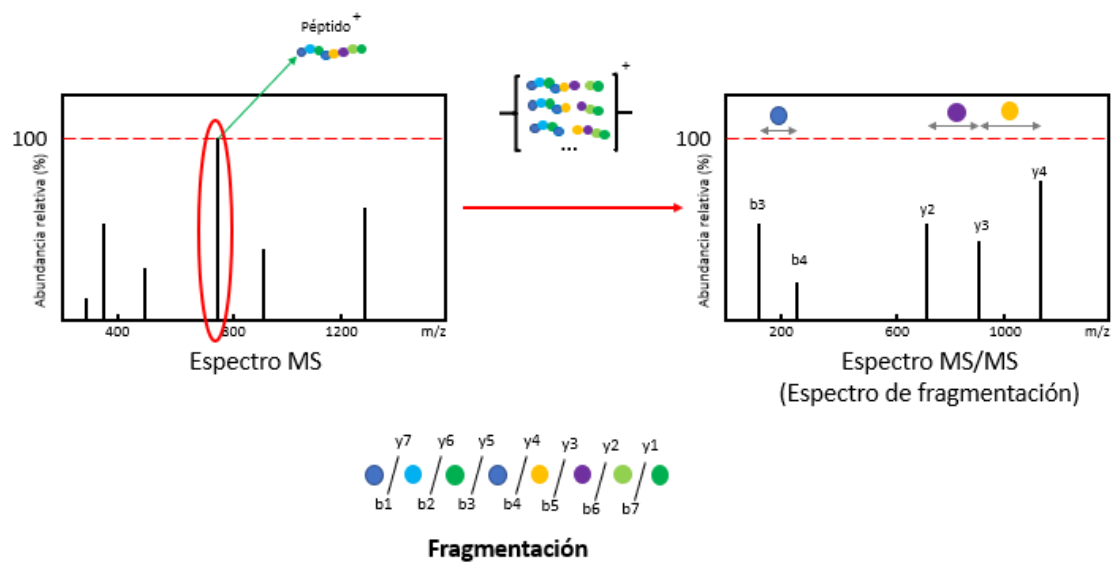 Péptido +
100
Abundancia relativa (%)
400
800
1200
m/z
Espectro MS
+
...
100
Abundancia relativa (%)
b3
b4
y2
y3
y4
200
600
1000
m/z
Espectro MS/MS
(Espectro de fragmentación)
y7 y6 y5 y4 y3 y2 y1
b1 b2 b3 b4 b5 b6 b7
Fragmentación